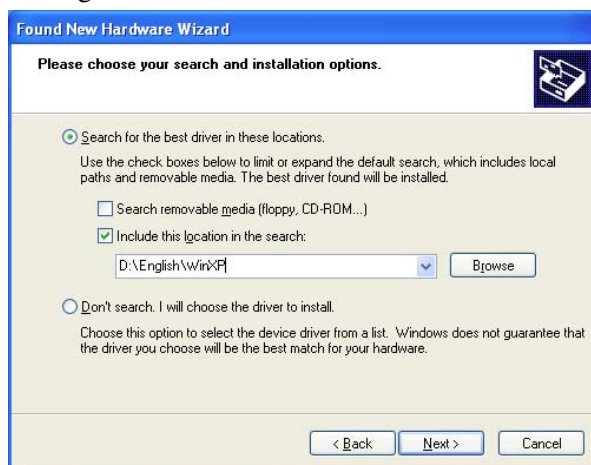 Found New Hardware Wizard
Please choose your search and installation options.
Search for the best driver in these locations.
Use the check boxes below to limit or expand the default search, which includes local
paths and removable media. The best driver found will be installed.
Search removable media (floppy, CD-ROM...)
Include this location in the search:
D:\English\WinXP
Browse
Don't search. I will choose the driver to install.
Choose this option to select the device driver from a list. Windows does not guarantee that
the driver you choose will be the best match for your hardware.
< Back Next > Cancel